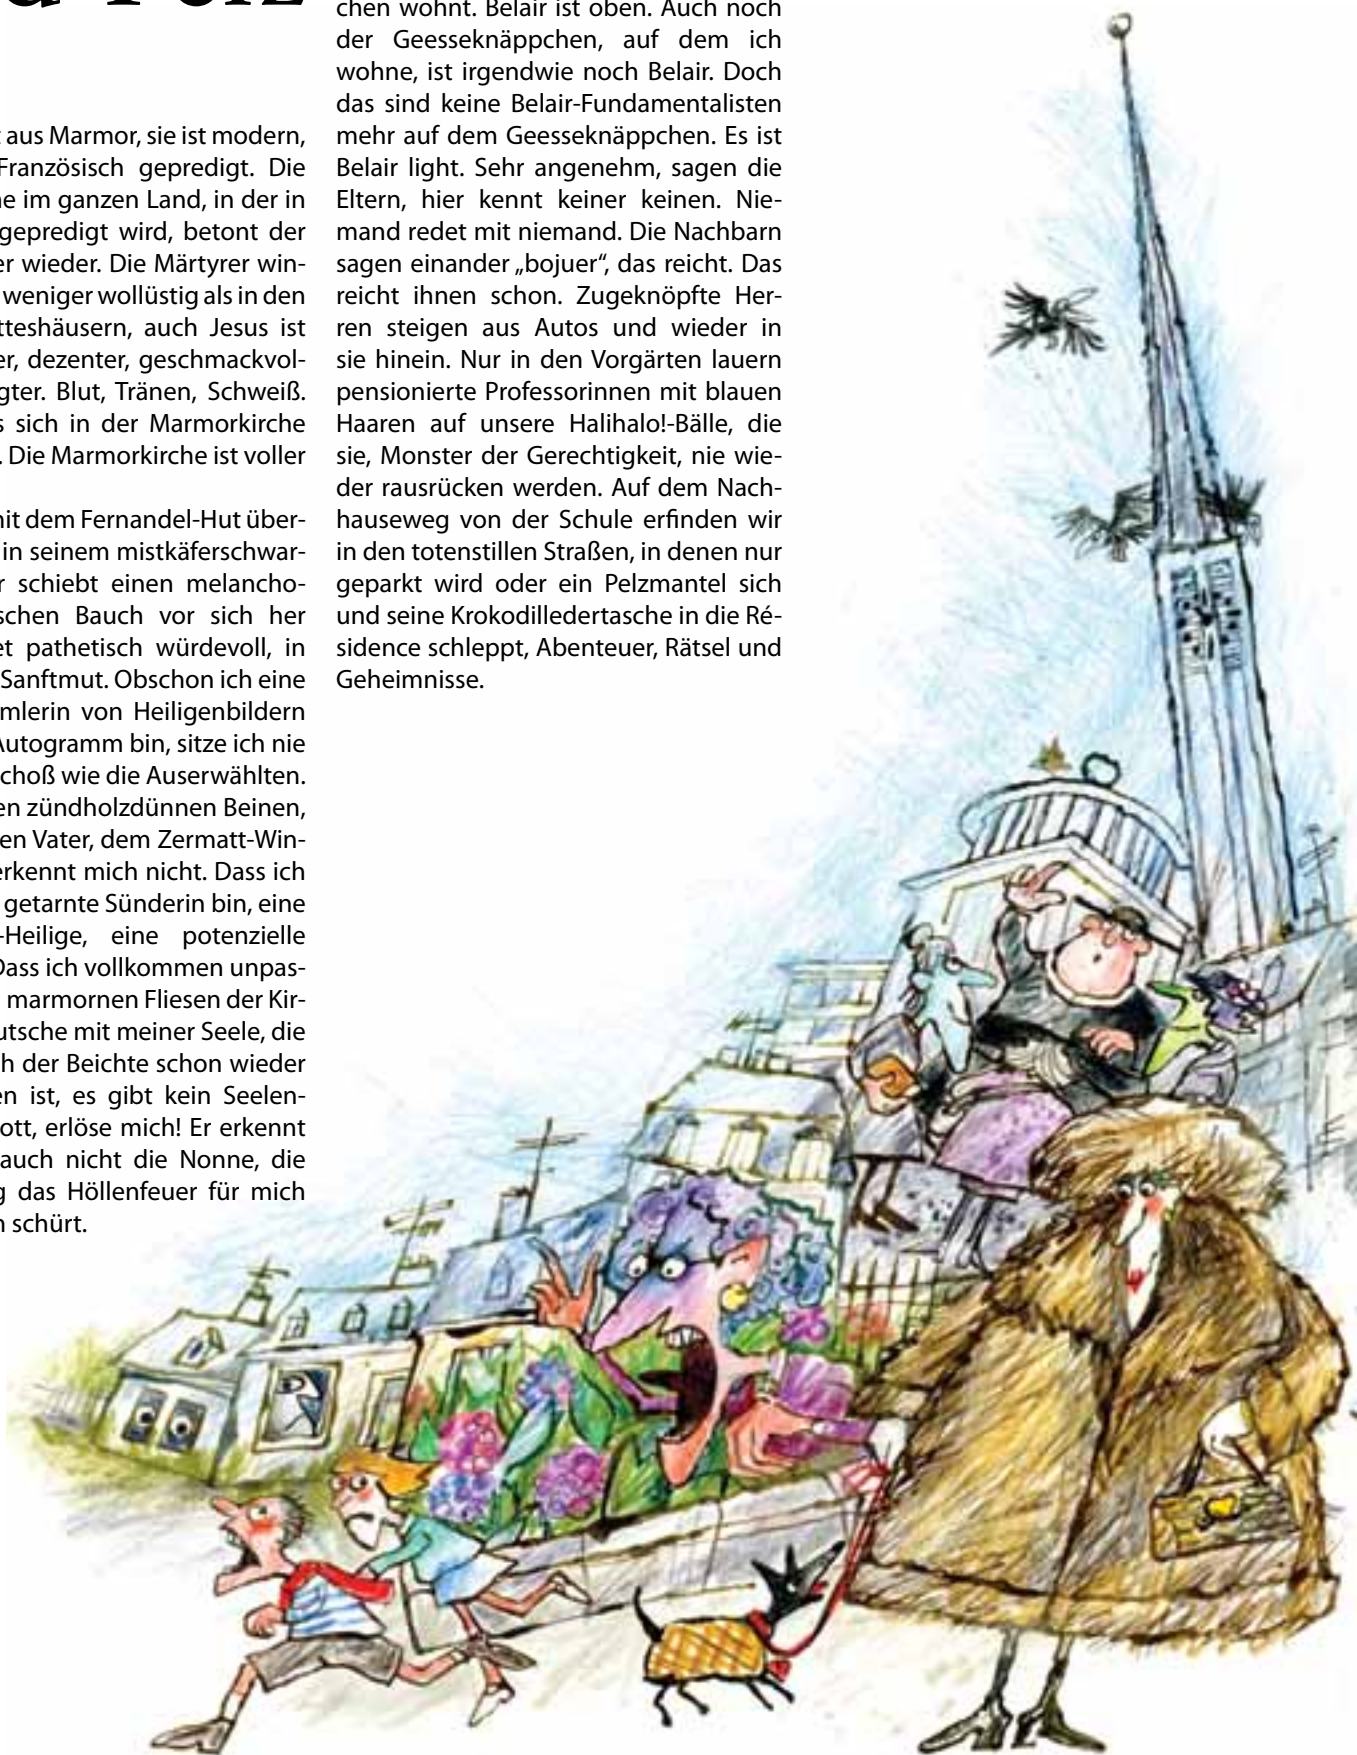 Pelz
aus Marmor, sie ist modern,
Französisch gepredigt. Die
e im ganzen Land, in der in
gepredigt wird, betont der
er wieder. Die Märtyrer win-
weniger wollüstig als in den
tteshäusern, auch Jesus ist
er, dezenter, geschmackvol-
gter. Blut, Tränen, Schweiß.
s sich in der Marmorkirche
. Die Marmorkirche ist voller
nit dem Fernandel-Hut über-
in seinem mistkäferschwar-
r schiebt einen melancho-
schen Bauch vor sich her
et pathetisch würdevoll, in
Sanftmut. Obschon ich eine
mlerin von Heiligenbildern
Autogramm bin, sitze ich nie
choß wie die Auserwählten.
en zündholzdünnen Beinen,
en Vater, dem Zermatt-Win-
erkennt mich nicht. Dass ich
getarnte Sünderin bin, eine
-Heilige, eine potenzielle
Dass ich vollkommen unpas-
marmornen Fliesen der Kir-
utsche mit meiner Seele, die
ch der Beichte schon wieder
en ist, es gibt kein Seelen-
ott, erlöse mich! Er erkennt
auch nicht die Nonne, die
g das Höllenfeuer für mich
n schürt.
chen wohnt. Belair ist oben. Auch noch
der Geesseknäppchen, auf dem ich
wohne, ist irgendwie noch Belair. Doch
das sind keine Belair-Fundamentalisten
mehr auf dem Geesseknäppchen. Es ist
Belair light. Sehr angenehm, sagen die
Eltern, hier kennt keiner keinen. Nie-
mand redet mit niemand. Die Nachbarn
sagen einander „bojuer“, das reicht. Das
reicht ihnen schon. Zugeknöpfte Her-
ren steigen aus Autos und wieder in
sie hinein. Nur in den Vorgärten lauern
pensionierte Professorinnen mit blauen
Haaren auf unsere Halihalo!-Bälle, die
sie, Monster der Gerechtigkeit, nie wie-
der rausrücken werden. Auf dem Nach-
hauseweg von der Schule erfinden wir
in den totenstillen Straßen, in denen nur
geparkt wird oder ein Pelzmantel sich
und seine Krokodilledertasche in die Ré-
sidence schleppt, Abenteuer, Rätsel und
Geheimnisse.